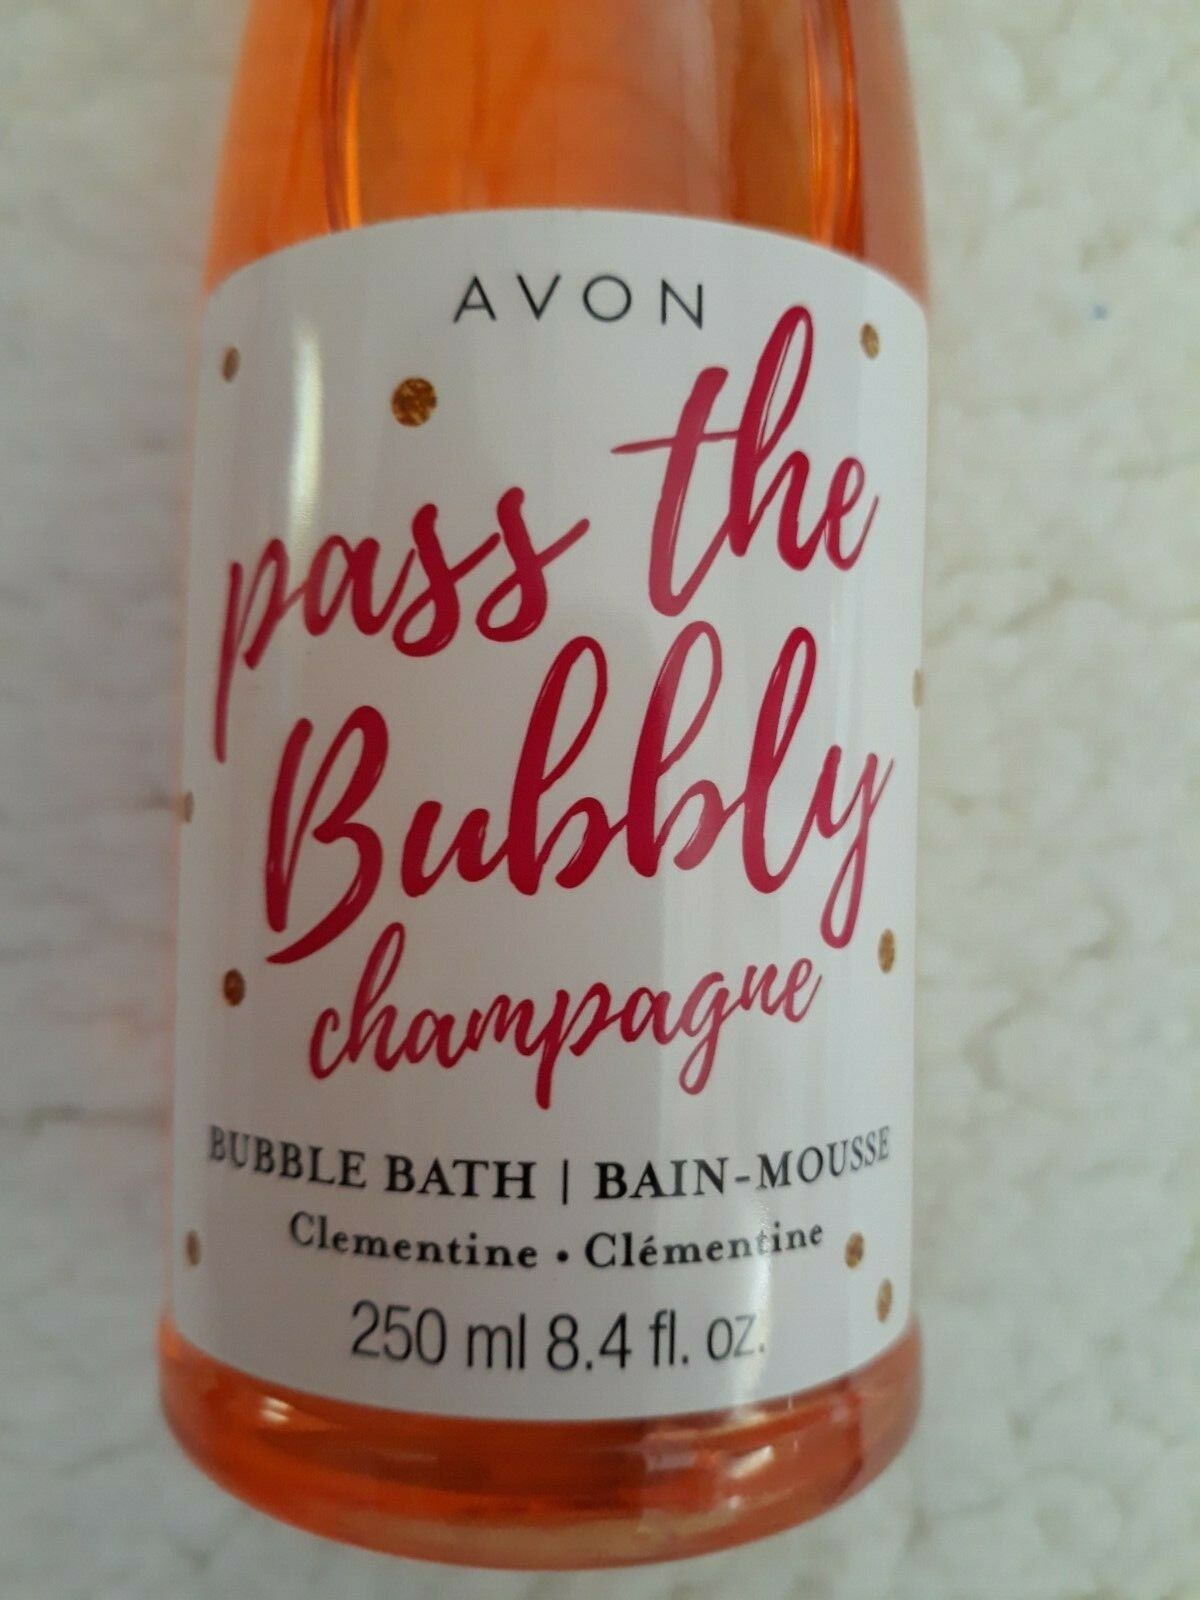 AVON
pass the
Bubbly
champagne
BUBBLE BATH | BAIN-MOUSSE
Clementine • Clémentine
250 ml 8.4 fl. oz.